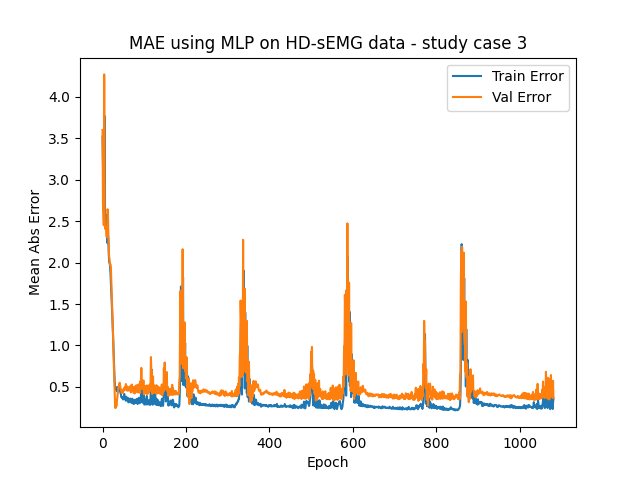 MAE using MLP on HD-sEMG data - study case 3
Train Error
Val Error
Mean Abs Error
4.0
3.5
3.0
2.5
2.0
1.5
1.0
0.5
0 200 400 600 800 1000
Epoch